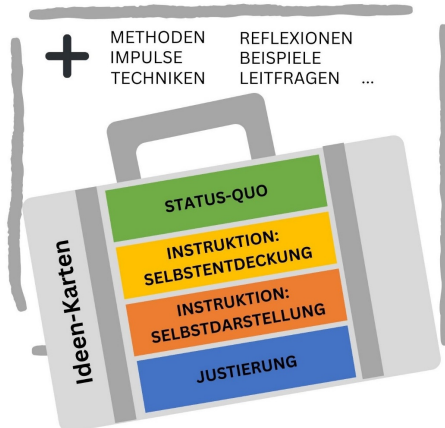 + METHODEN REFLEXIONEN
IMPULSE BEISPIELE
TECHNIKEN LEITFRAGEN ...
Ideen-Karten
STATUS-QUO
INSTRUKTION:
SELBSTENTDECKUNG
INSTRUKTION:
SELBSTDARSTELLUNG
JUSTIERUNG